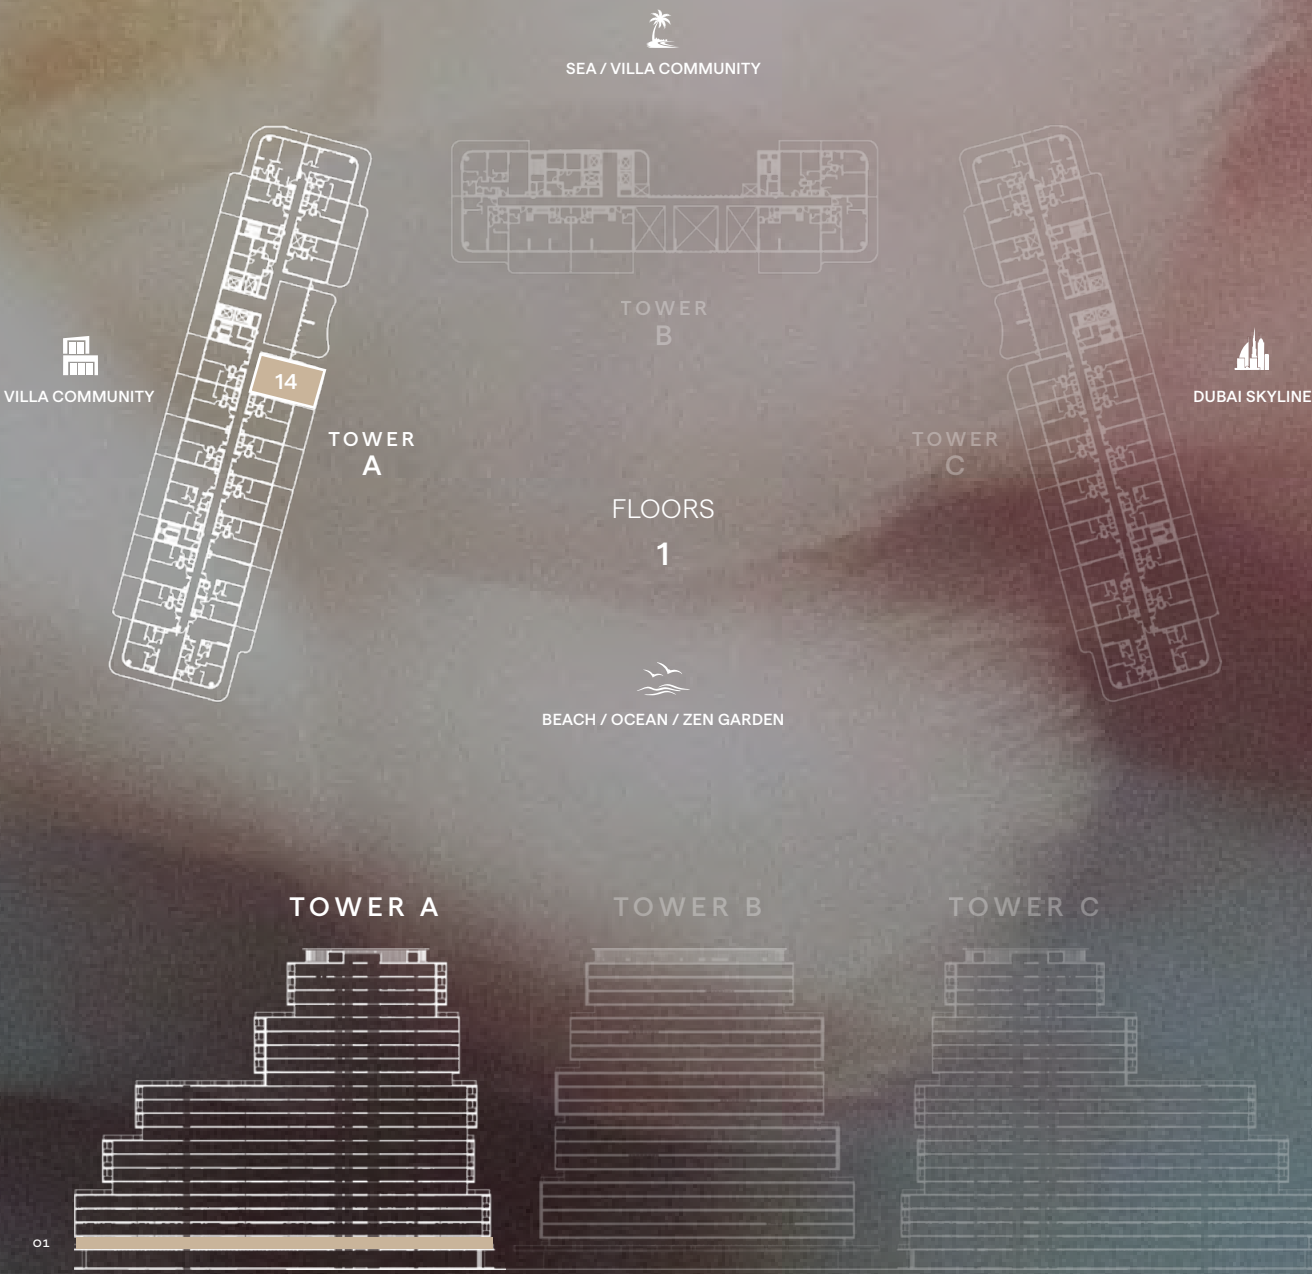 SEA / VILLA COMMUNITY
TOWER
B
14
VILLA COMMUNITY
DUBAI SKYLINE
TOWER
A
TOWER
C
FLOORS
1
BEACH / OCEAN / ZEN GARDEN
TOWER A
TOWER B
TOWER C
01